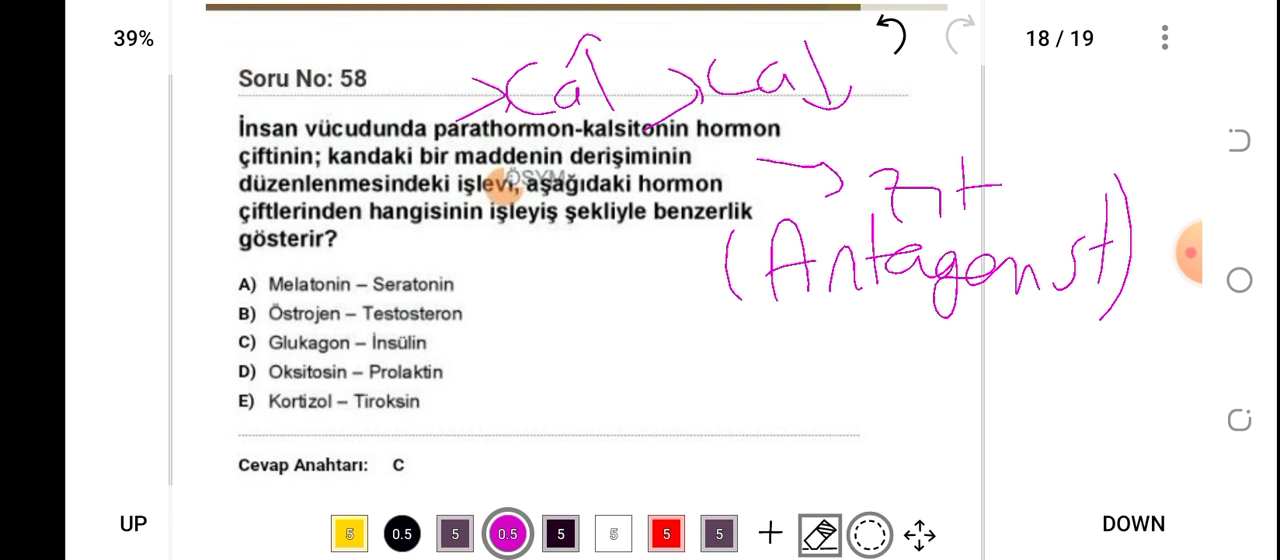 39%
18 / 19
Soru No: 58
Ca Ca
İnsan vücudunda parathormon-kalsitonin hormon
çiftinin; kandaki bir maddenin derişiminin
düzenlenmesindeki işlevi, aşağıdaki hormon
çiftlerinden hangisinin işleyiş şekliyle benzerlik
gösterir?
ÖSYM
→ zıt
(Antagonist)
A) Melatonin – Seratonin
B) Östrojen – Testosteron
C) Glukagon – İnsülin
D) Oksitosin – Prolaktin
E) Kortizol – Tiroksin
Cevap Anahtarı: C
UP
5 0.5 5 0.5 5 5 5 5
DOWN